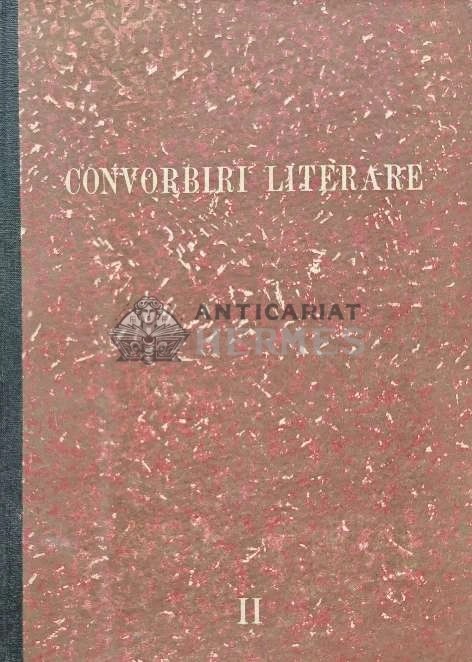 CONVORBIRI LITERARE
ANTICARIAT
HERMES
II